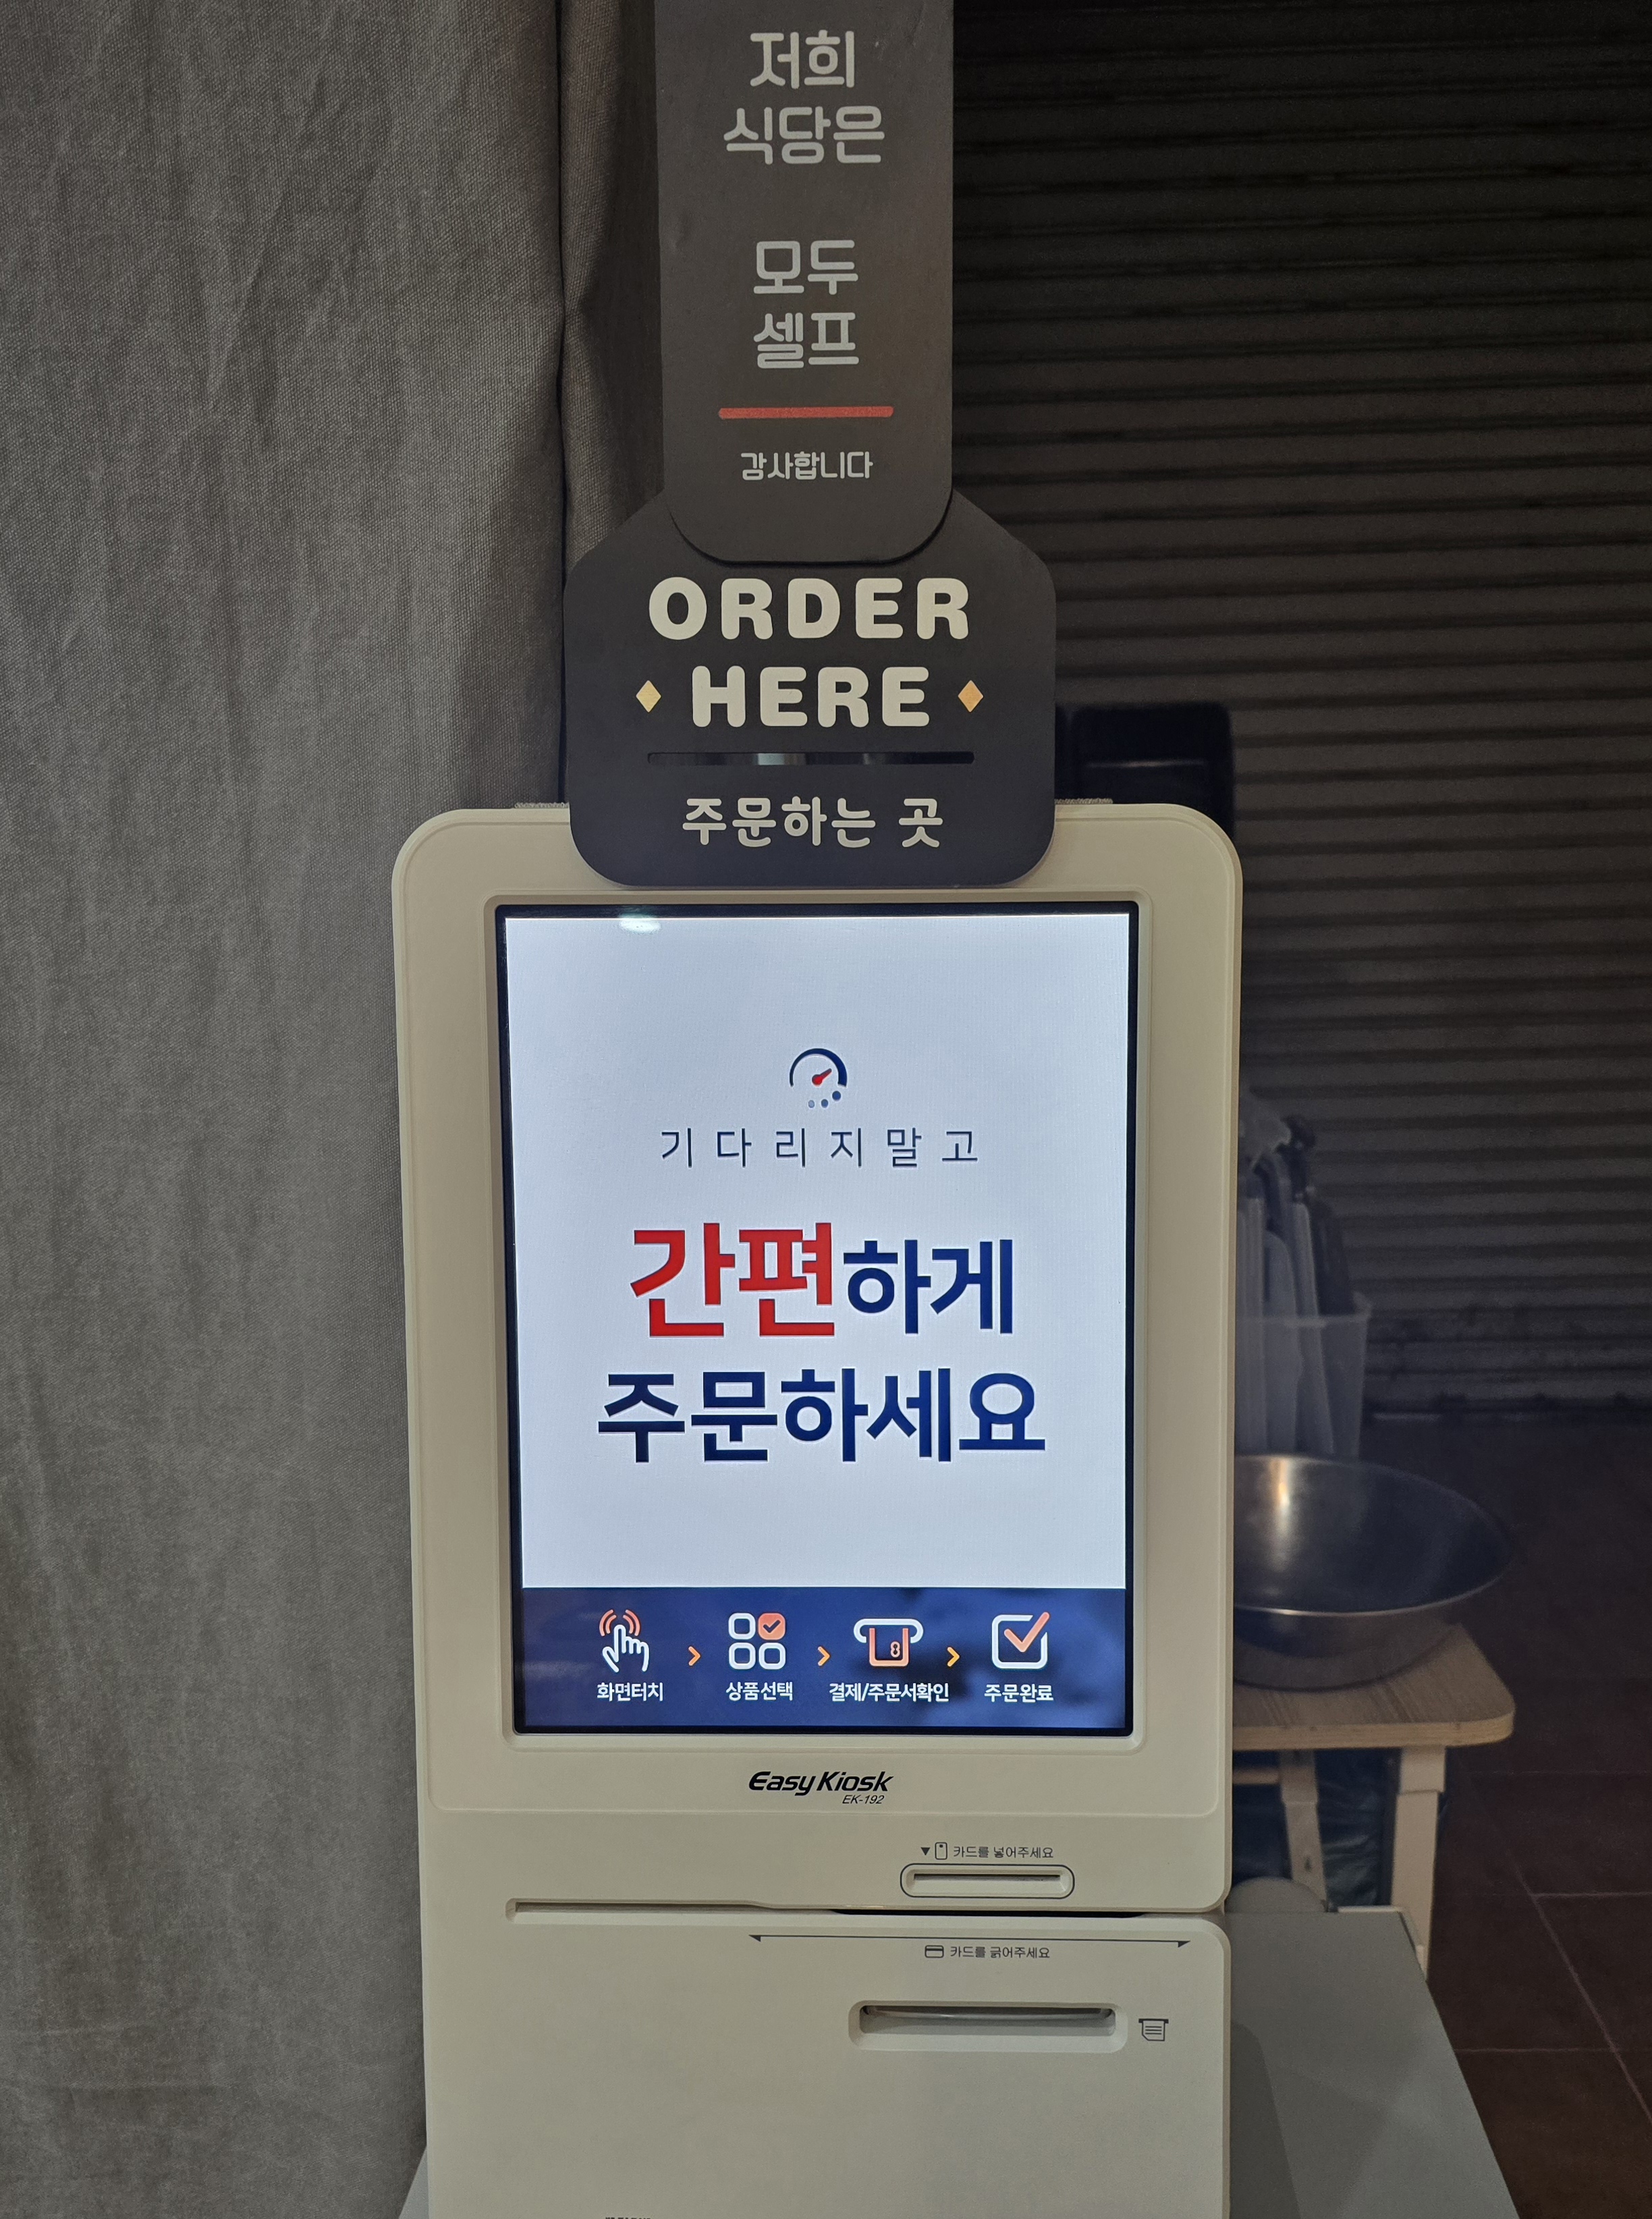 저희
식당은
모두
셀프
감사합니다
ORDER
HERE
주문하는 곳
기다리지말고
간편하게
주문하세요
화면터치
상품선택
결제/주문서확인
주문완료
Easy Kiosk
EK-192
카드를 넣어주세요
카드를 긁어주세요